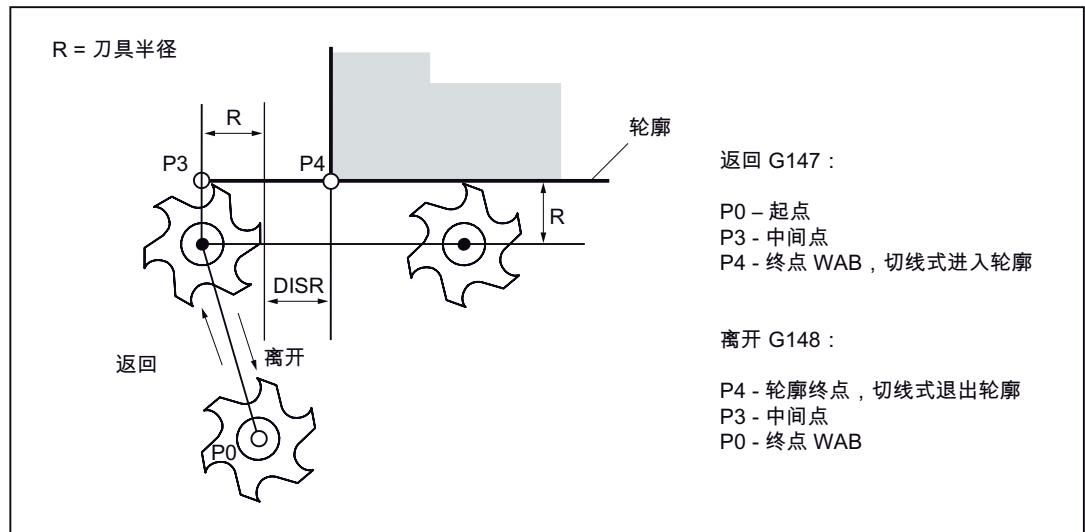 R = 刀具半径
R
P3
P4
轮廓
R
DISR
返回
离开
P0
返回 G147：
P0 – 起点
P3 - 中间点
P4 - 终点 WAB，切线式进入轮廓
离开 G148：
P4 - 轮廓终点，切线式退出轮廓
P3 - 中间点
P0 - 终点 WAB